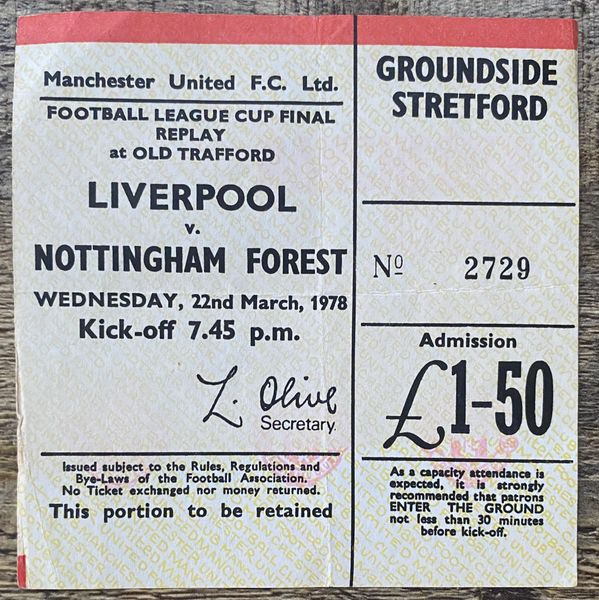 Manchester United F.C. Ltd.
FOOTBALL LEAGUE CUP FINAL
REPLAY
at OLD TRAFFORD
LIVERPOOL
v.
NOTTINGHAM FOREST
WEDNESDAY, 22nd March, 1978
Kick-off 7.45 p.m.
L. Olive
Secretary.
Issued subject to the Rules, Regulations and
Bye-Laws of the Football Association.
No Ticket exchanged nor money returned.
This portion to be retained
GROUNDSIDE
STRETFORD
No 2729
Admission
£1-50
As a capacity attendance is
expected, it is strongly
recommended that patrons
ENTER THE GROUND
not less than 30 minutes
before kick-off.